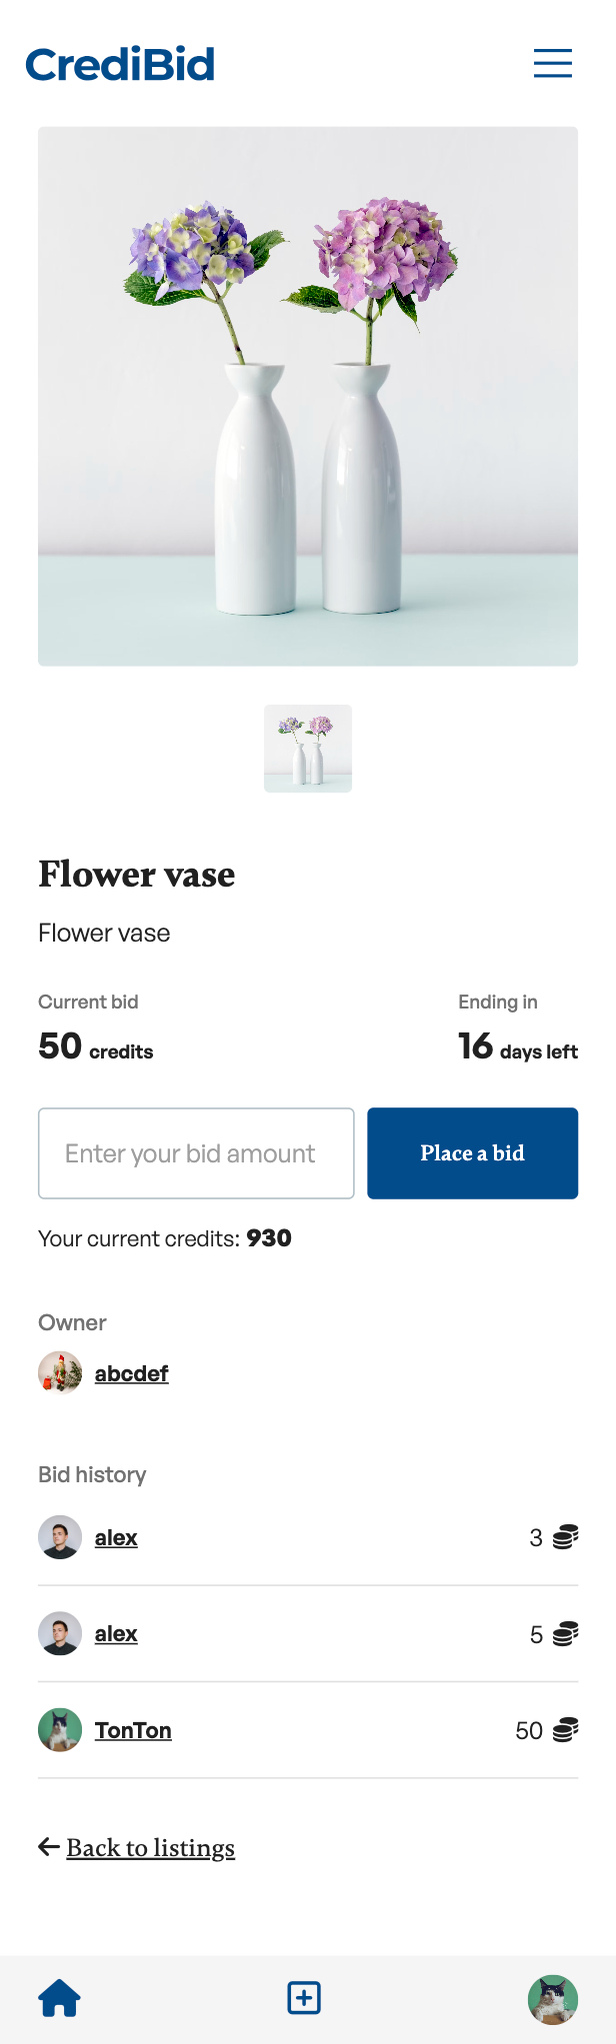 CrediBid
Flower vase
Flower vase
Current bid
Ending in
50 credits
16 days left
Enter your bid amount
Place a bid
Your current credits: 930
Owner
abcdef
Bid history
alex
3
alex
5
TonTon
50
Back to listings